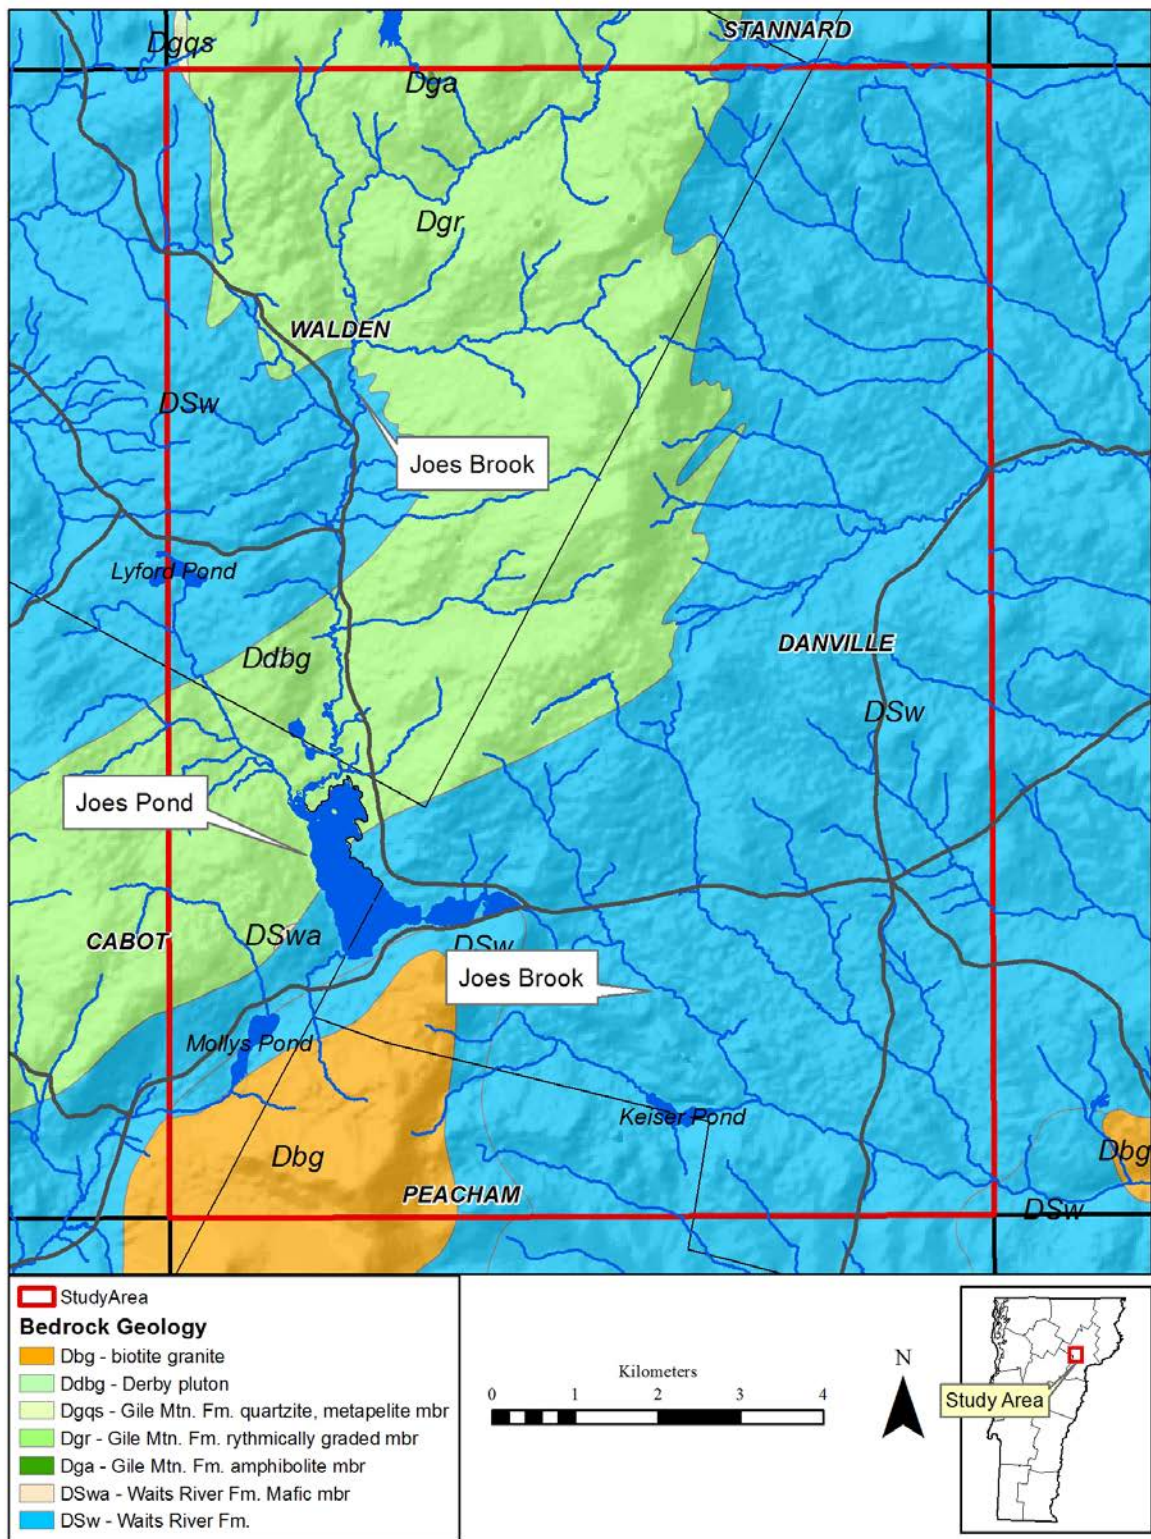 STANNARD
Dgqs
Dga
Dgr
WALDEN
DSw
Joes Brook
Lyford Pond
DANVILLE
Ddbg
DSw
Joes Pond
CABOT
DSwa
DSw
Joes Brook
Mollys Pond
Keiser Pond
Dbg
Dbg
PEACHAM
DSw
StudyArea
Bedrock Geology
Dbg - biotite granite
Ddbg - Derby pluton
Dgqs - Gile Mtn. Fm. quartzite, metapelite mbr
Dgr - Gile Mtn. Fm. rythmically graded mbr
Dga - Gile Mtn. Fm. amphibolite mbr
DSwa - Waits River Fm. Mafic mbr
DSw - Waits River Fm.
Kilometers
0 1 2 3 4
N
Study Area